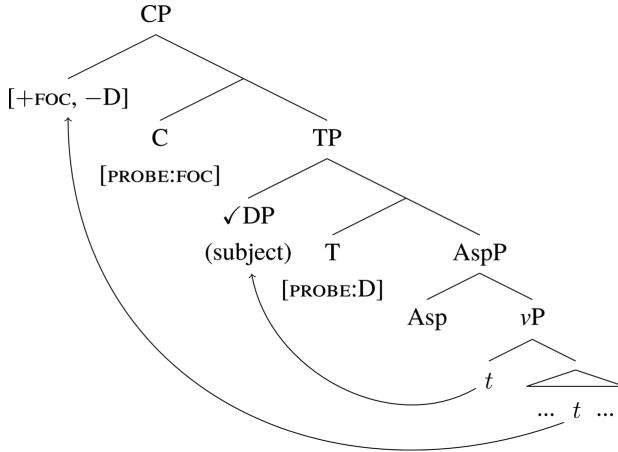 CP
[+FOC, −D]
C
TP
[PROBE:FOC]
✓DP
(subject)
T
AspP
[PROBE:D]
Asp
vP
t
... t ...